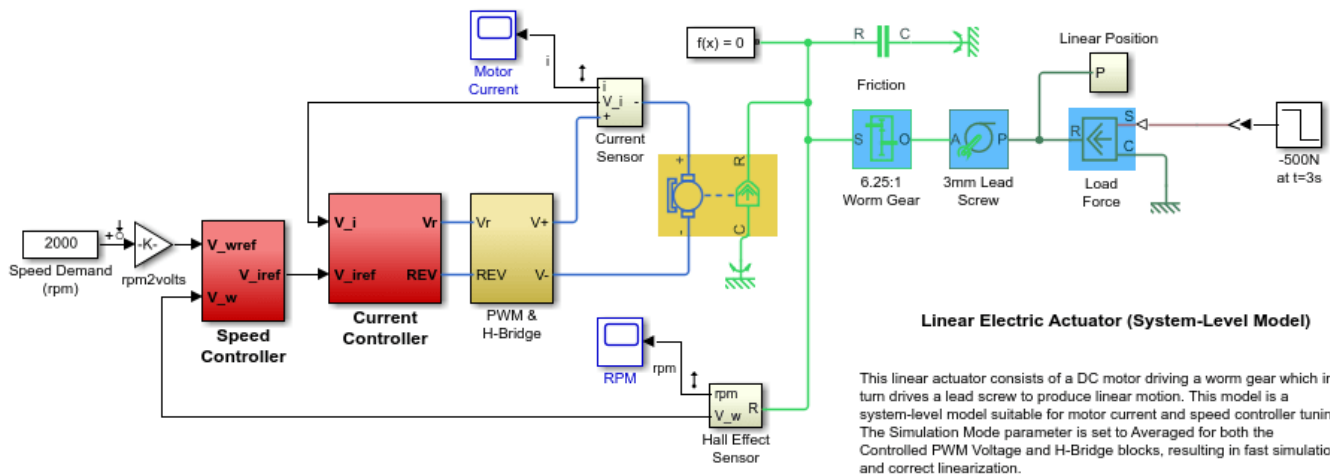 Motor
Current
i
i
V_i
+
-
Current
Sensor
f(x) = 0
R
C
Friction
Linear Position
P
S
O
6.25:1
Worm Gear
A
P
3mm Lead
Screw
R
S
C
Load
Force
-500N
at t=3s
+
-
R
C
2000
Speed Demand
(rpm)
+
-K-
rpm2volts
V_wref
V_iref
V_w
Speed
Controller
V_i
Vr
V_iref
REV
Current
Controller
Vr
V+
REV
V-
PWM &
H-Bridge
RPM
rpm
rpm
V_w
R
Hall Effect
Sensor
Linear Electric Actuator (System-Level Model)
This linear actuator consists of a DC motor driving a worm gear which in
turn drives a lead screw to produce linear motion. This model is a
system-level model suitable for motor current and speed controller tunin
The Simulation Mode parameter is set to Averaged for both the
Controlled PWM Voltage and H-Bridge blocks, resulting in fast simulatio
and correct linearization.